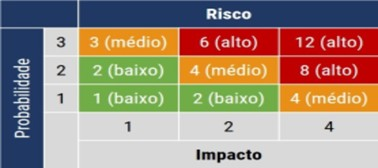 Risco
Probabilidade
3 3 (médio) 6 (alto) 12 (alto)
2 2 (baixo) 4 (médio) 8 (alto)
1 1 (baixo) 2 (baixo) 4 (médio)
1 2 4
Impacto